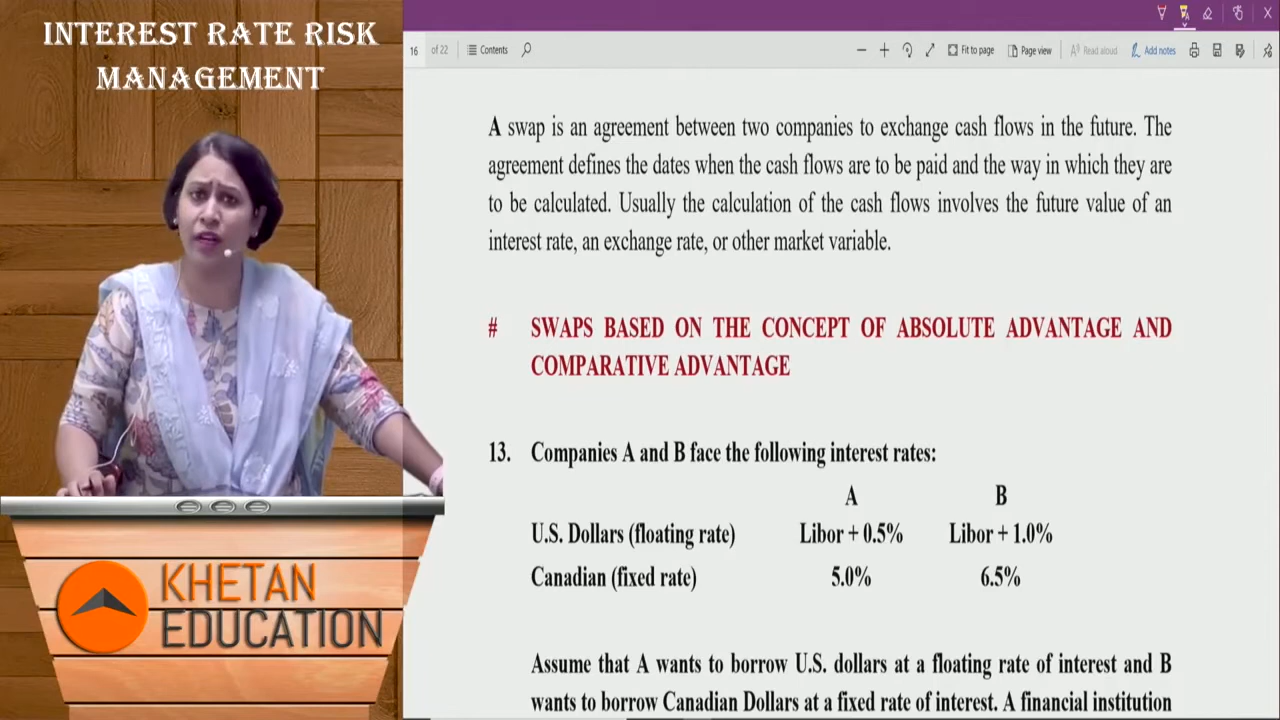 INTEREST RATE RISK
MANAGEMENT
16 of 22 Contents Fit to page Page view Read aloud Add notes
A swap is an agreement between two companies to exchange cash flows in the future. The
agreement defines the dates when the cash flows are to be paid and the way in which they are
to be calculated. Usually the calculation of the cash flows involves the future value of an
interest rate, an exchange rate, or other market variable.
# SWAPS BASED ON THE CONCEPT OF ABSOLUTE ADVANTAGE AND
COMPARATIVE ADVANTAGE
13. Companies A and B face the following interest rates:
A B
U.S. Dollars (floating rate) Libor + 0.5% Libor + 1.0%
Canadian (fixed rate) 5.0% 6.5%
Assume that A wants to borrow U.S. dollars at a floating rate of interest and B
wants to borrow Canadian Dollars at a fixed rate of interest. A financial institution
KHETAN
EDUCATION